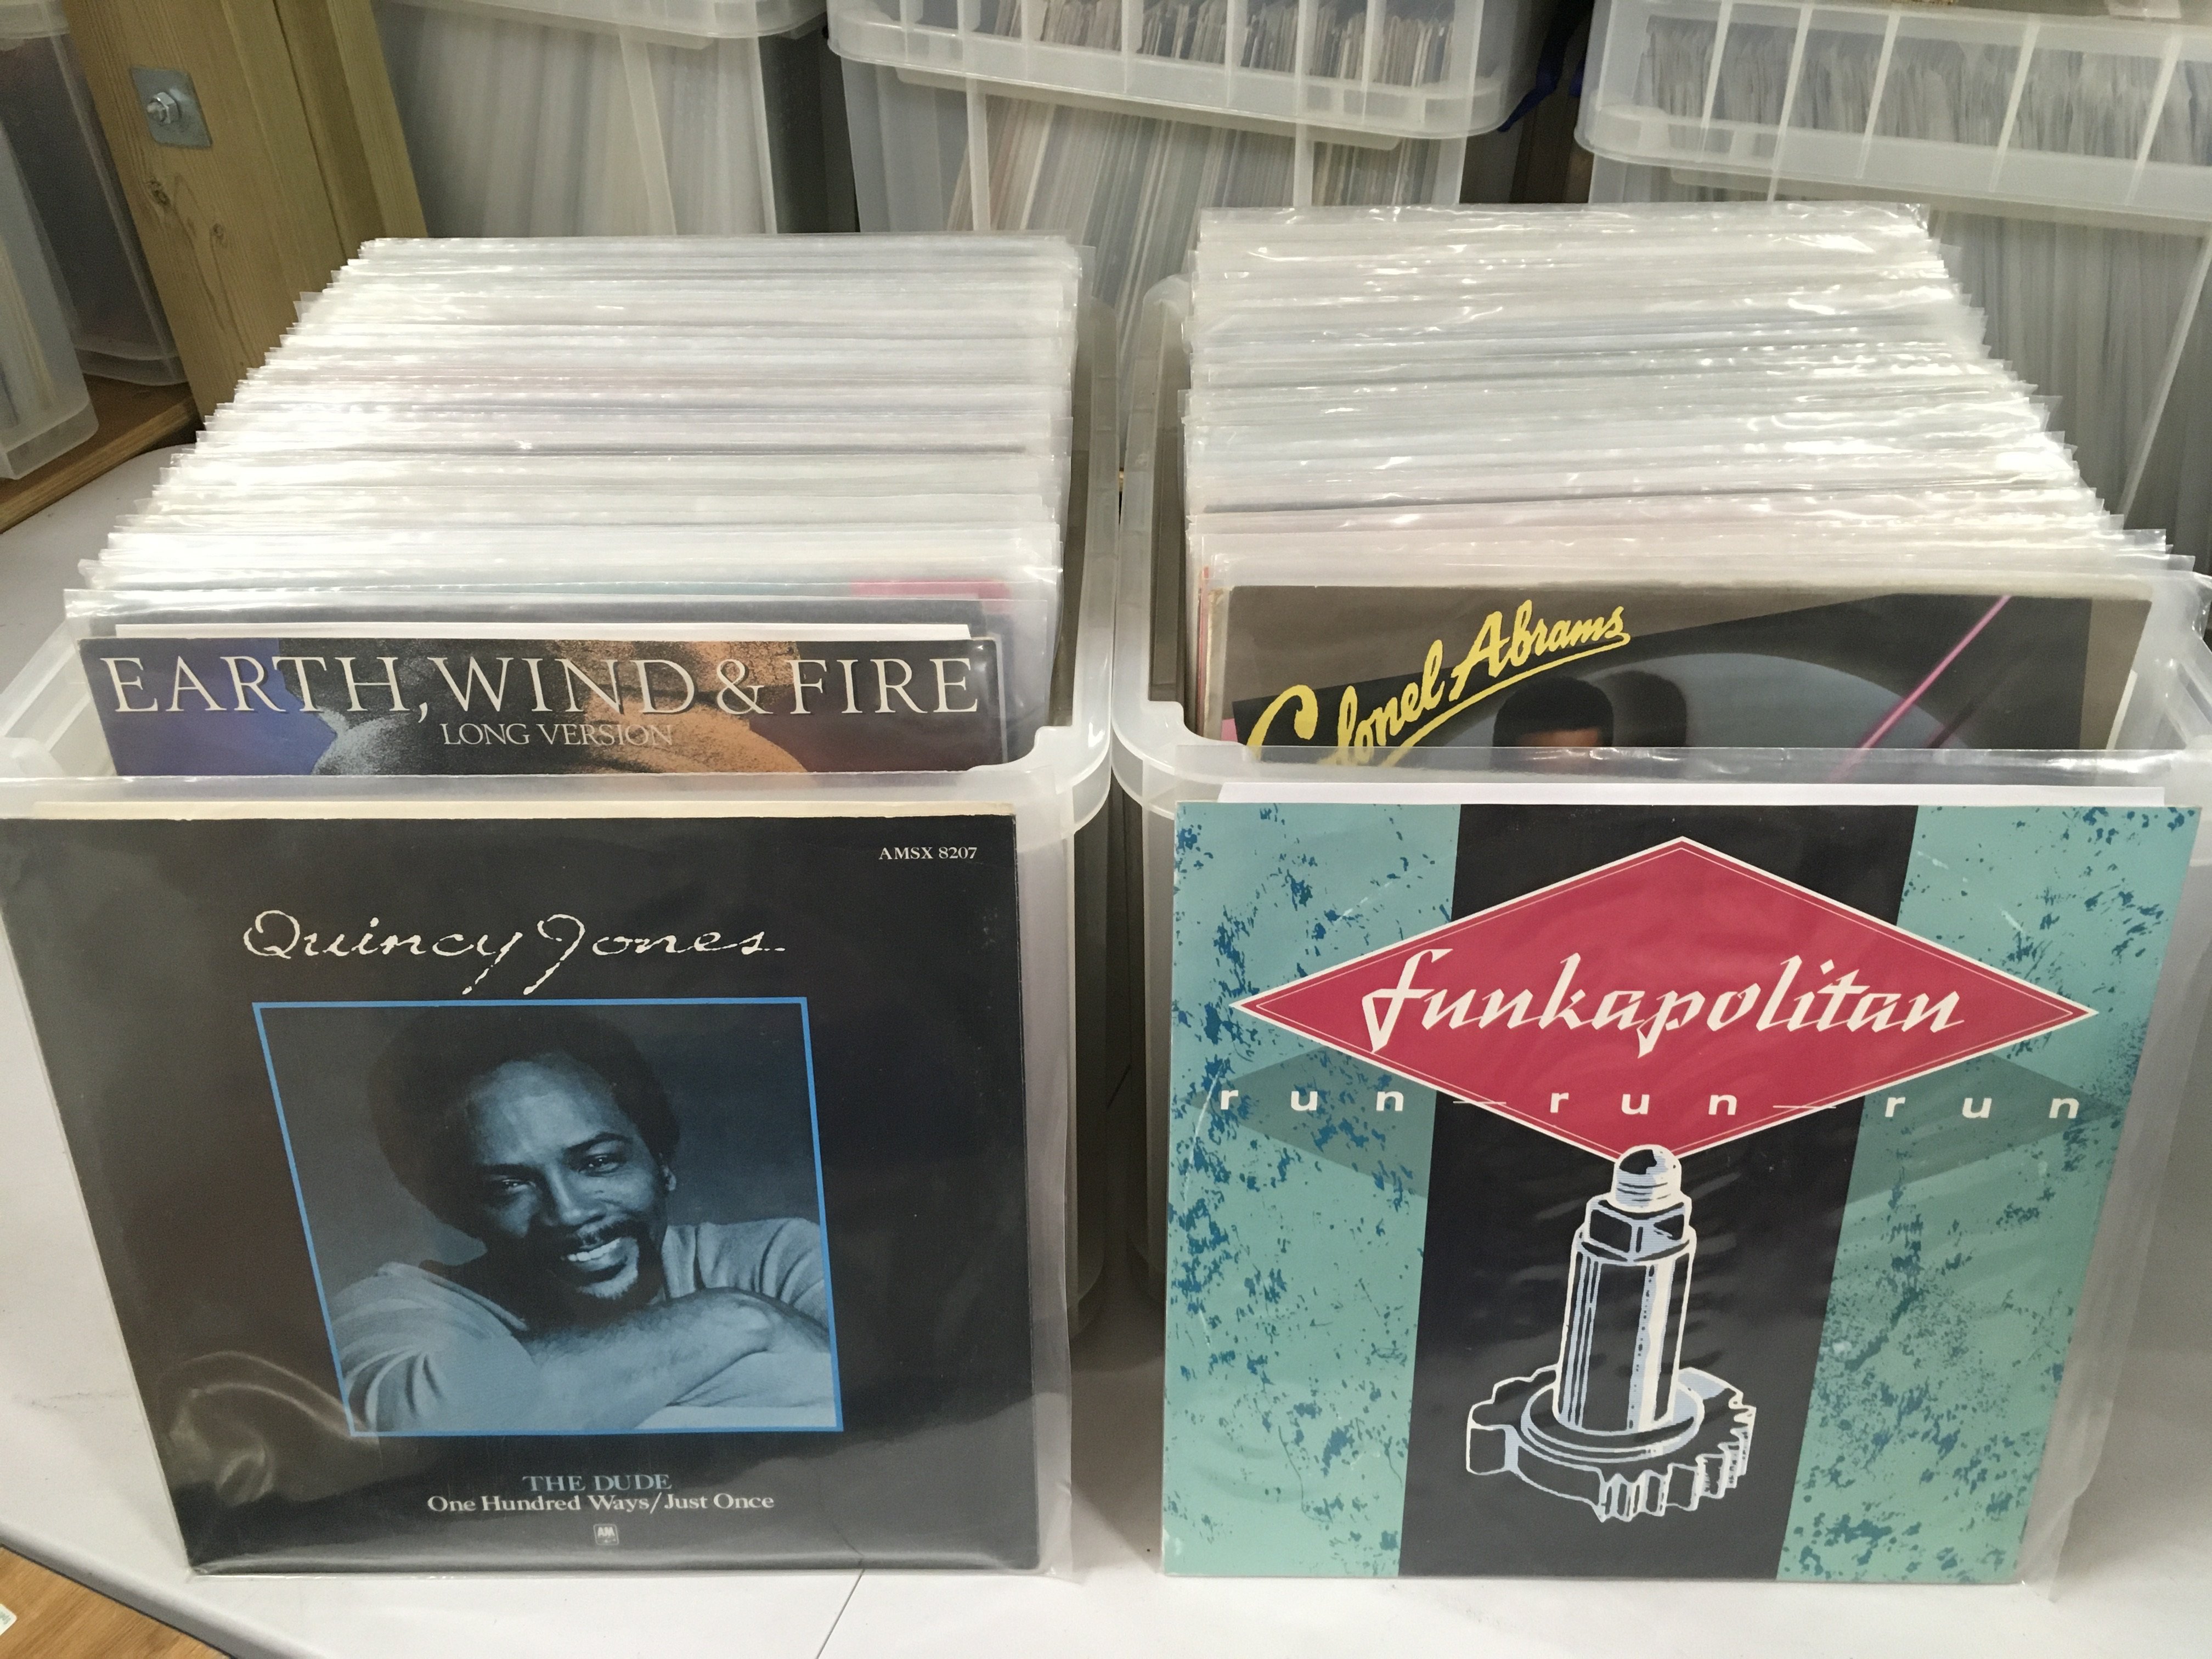 EARTH, WIND & FIRE
LONG VERSION
Colonel Abrams
AMSX 8207
Quincy Jones
THE DUDE
One Hundred Ways/Just Once
AM
funkapolitan
run—run—run